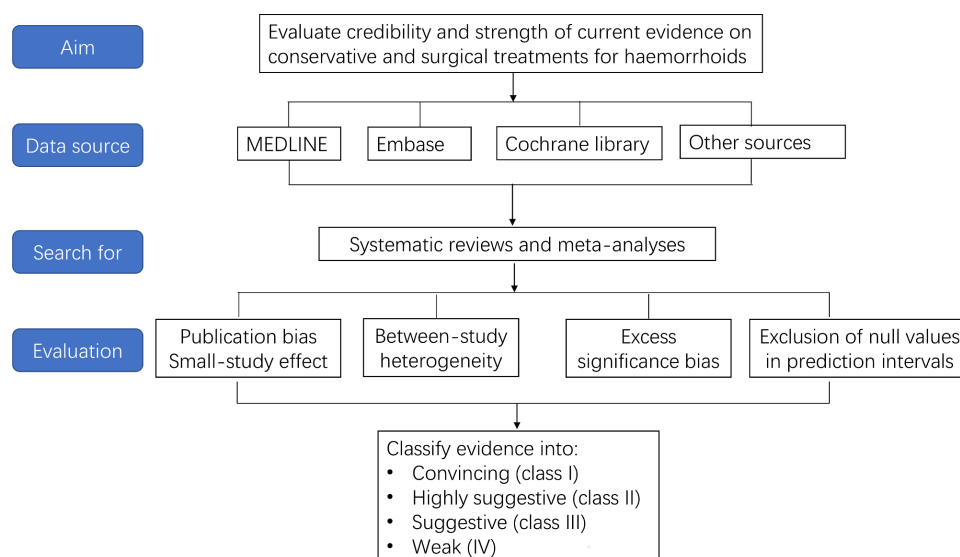 Aim
Evaluate credibility and strength of current evidence on
conservative and surgical treatments for haemorrhoids
Data source
MEDLINE
Embase
Cochrane library
Other sources
Search for
Systematic reviews and meta-analyses
Evaluation
Publication bias
Small-study effect
Between-study
heterogeneity
Excess
significance bias
Exclusion of null values
in prediction intervals
Classify evidence into:
• Convincing (class I)
• Highly suggestive (class II)
• Suggestive (class III)
• Weak (IV)